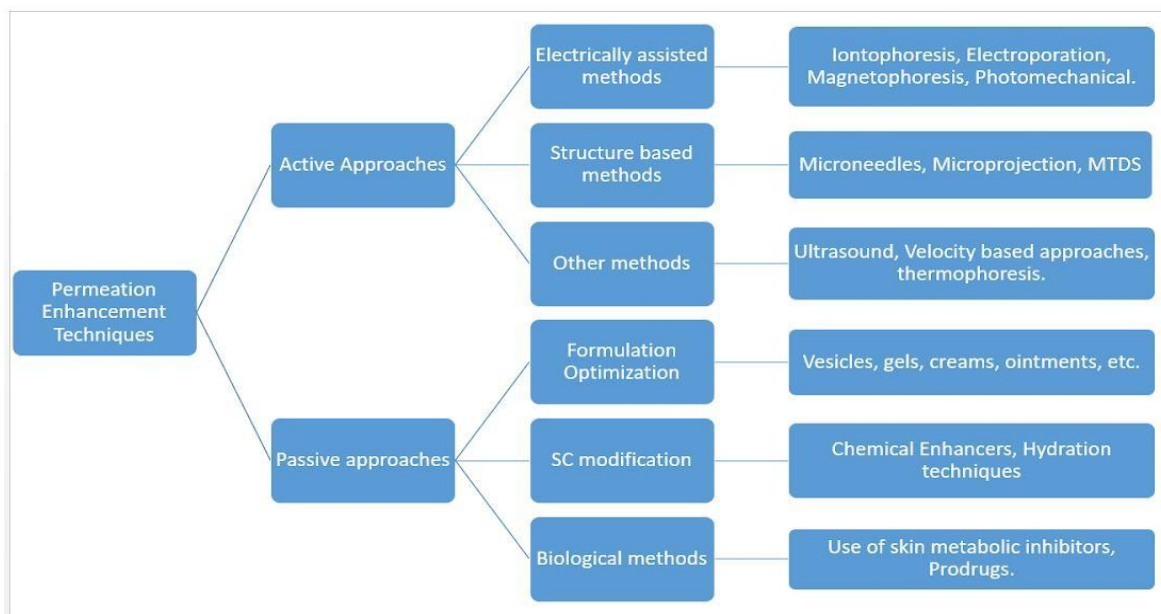 Permeation
Enhancement
Techniques
Active Approaches
Electrically assisted
methods
Iontophoresis, Electroporation,
Magnetophoresis, Photomechanical.
Structure based
methods
Microneedles, Microprojection, MTDS
Other methods
Ultrasound, Velocity based approaches,
thermophoresis.
Passive approaches
Formulation
Optimization
Vesicles, gels, creams, ointments, etc.
SC modification
Chemical Enhancers, Hydration
techniques
Biological methods
Use of skin metabolic inhibitors,
Prodrugs.